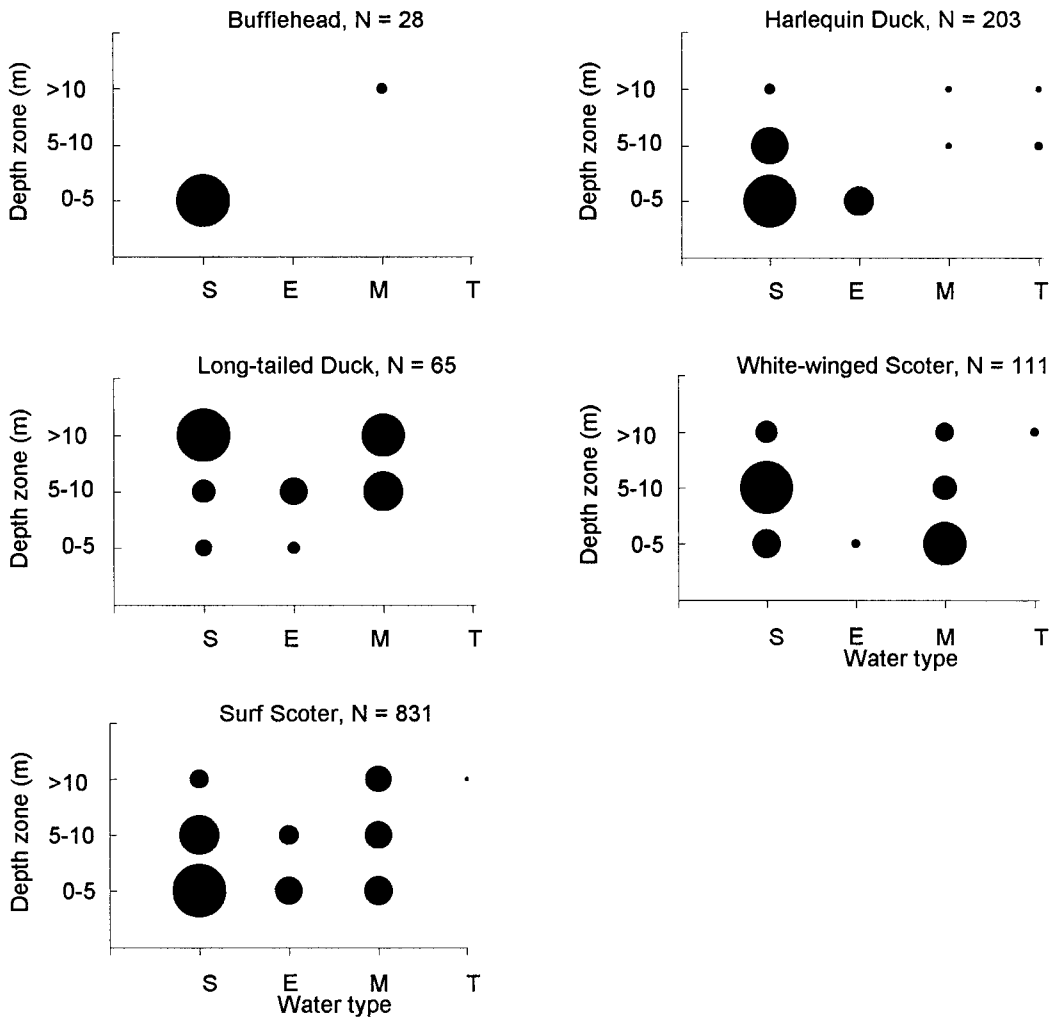 Bufflehead, N = 28
Depth zone (m)
>10
5-10
0-5
S E M T
Harlequin Duck, N = 203
Depth zone (m)
>10
5-10
0-5
S E M T
Long-tailed Duck, N = 65
Depth zone (m)
>10
5-10
0-5
S E M T
White-winged Scoter, N = 111
Depth zone (m)
>10
5-10
0-5
S E M T
Water type
Surf Scoter, N = 831
Depth zone (m)
>10
5-10
0-5
S E M T
Water type